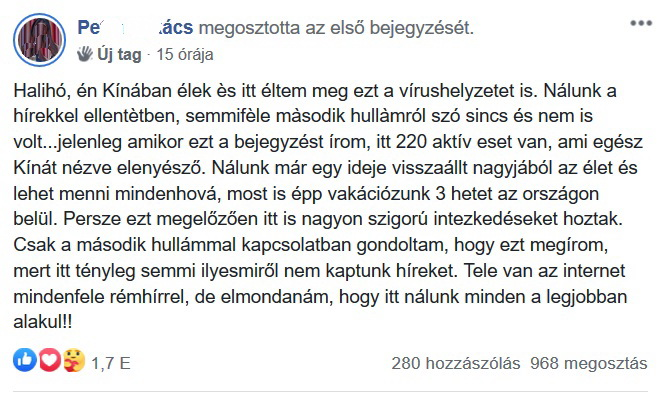 Pe ács megosztotta az első bejegyzését.
Új tag · 15 órája
Halihó, én Kínában élek ès itt éltem meg ezt a vírushelyzetet is. Nálunk a
hírekkel ellentètben, semmifèle màsodik hullàmról szó sincs és nem is
volt...jelenleg amikor ezt a bejegyzést írom, itt 220 aktív eset van, ami egész
Kínát nézve elenyésző. Nálunk már egy ideje visszaállt nagyjából az élet és
lehet menni mindenhová, most is épp vakációzunk 3 hetet az országon
belül. Persze ezt megelőzően itt is nagyon szigorú intezkedéseket hoztak.
Csak a második hullámmal kapcsolatban gondoltam, hogy ezt megírom,
mert itt tényleg semmi ilyesmiről nem kaptunk híreket. Tele van az internet
mindenfele rémhírrel, de elmondanám, hogy itt nálunk minden a legjobban
alakul!!
1,7 E 280 hozzászólás 968 megosztás